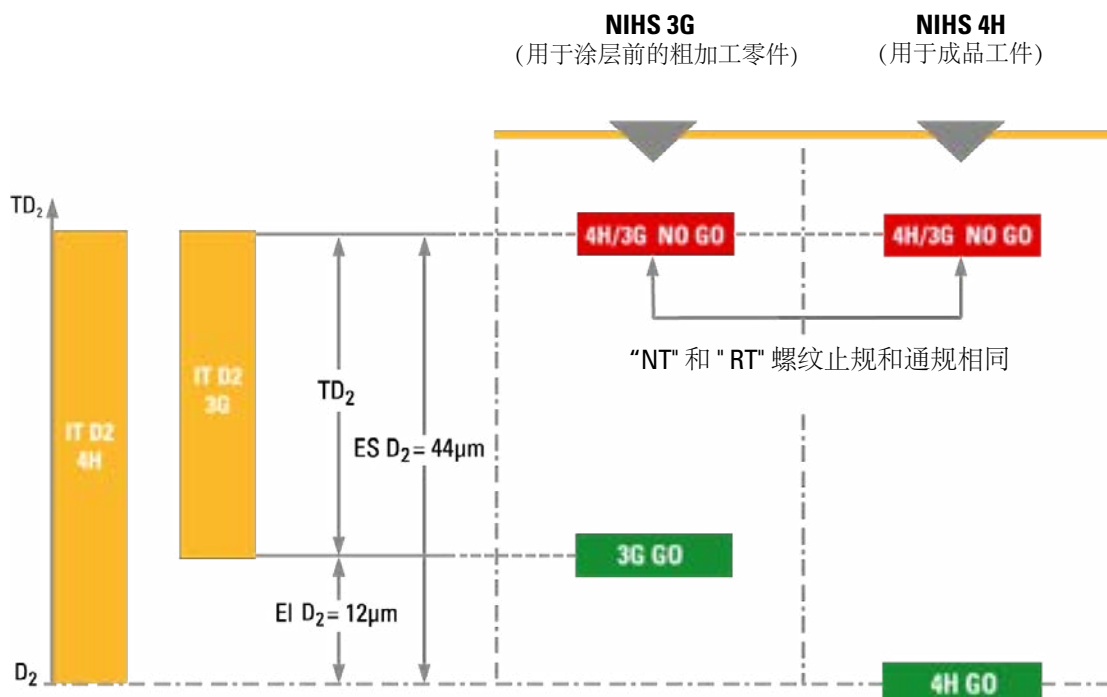 NIHS 3G
(用于涂层前的粗加工零件)
NIHS 4H
(用于成品工件)
TD₂
4H/3G NO GO
4H/3G NO GO
“NT" 和 " RT" 螺纹止规和通规相同
IT D2
3G
TD₂
IT D2
4H
ES D₂ = 44µm
3G GO
EI D₂ = 12µm
D₂
4H GO